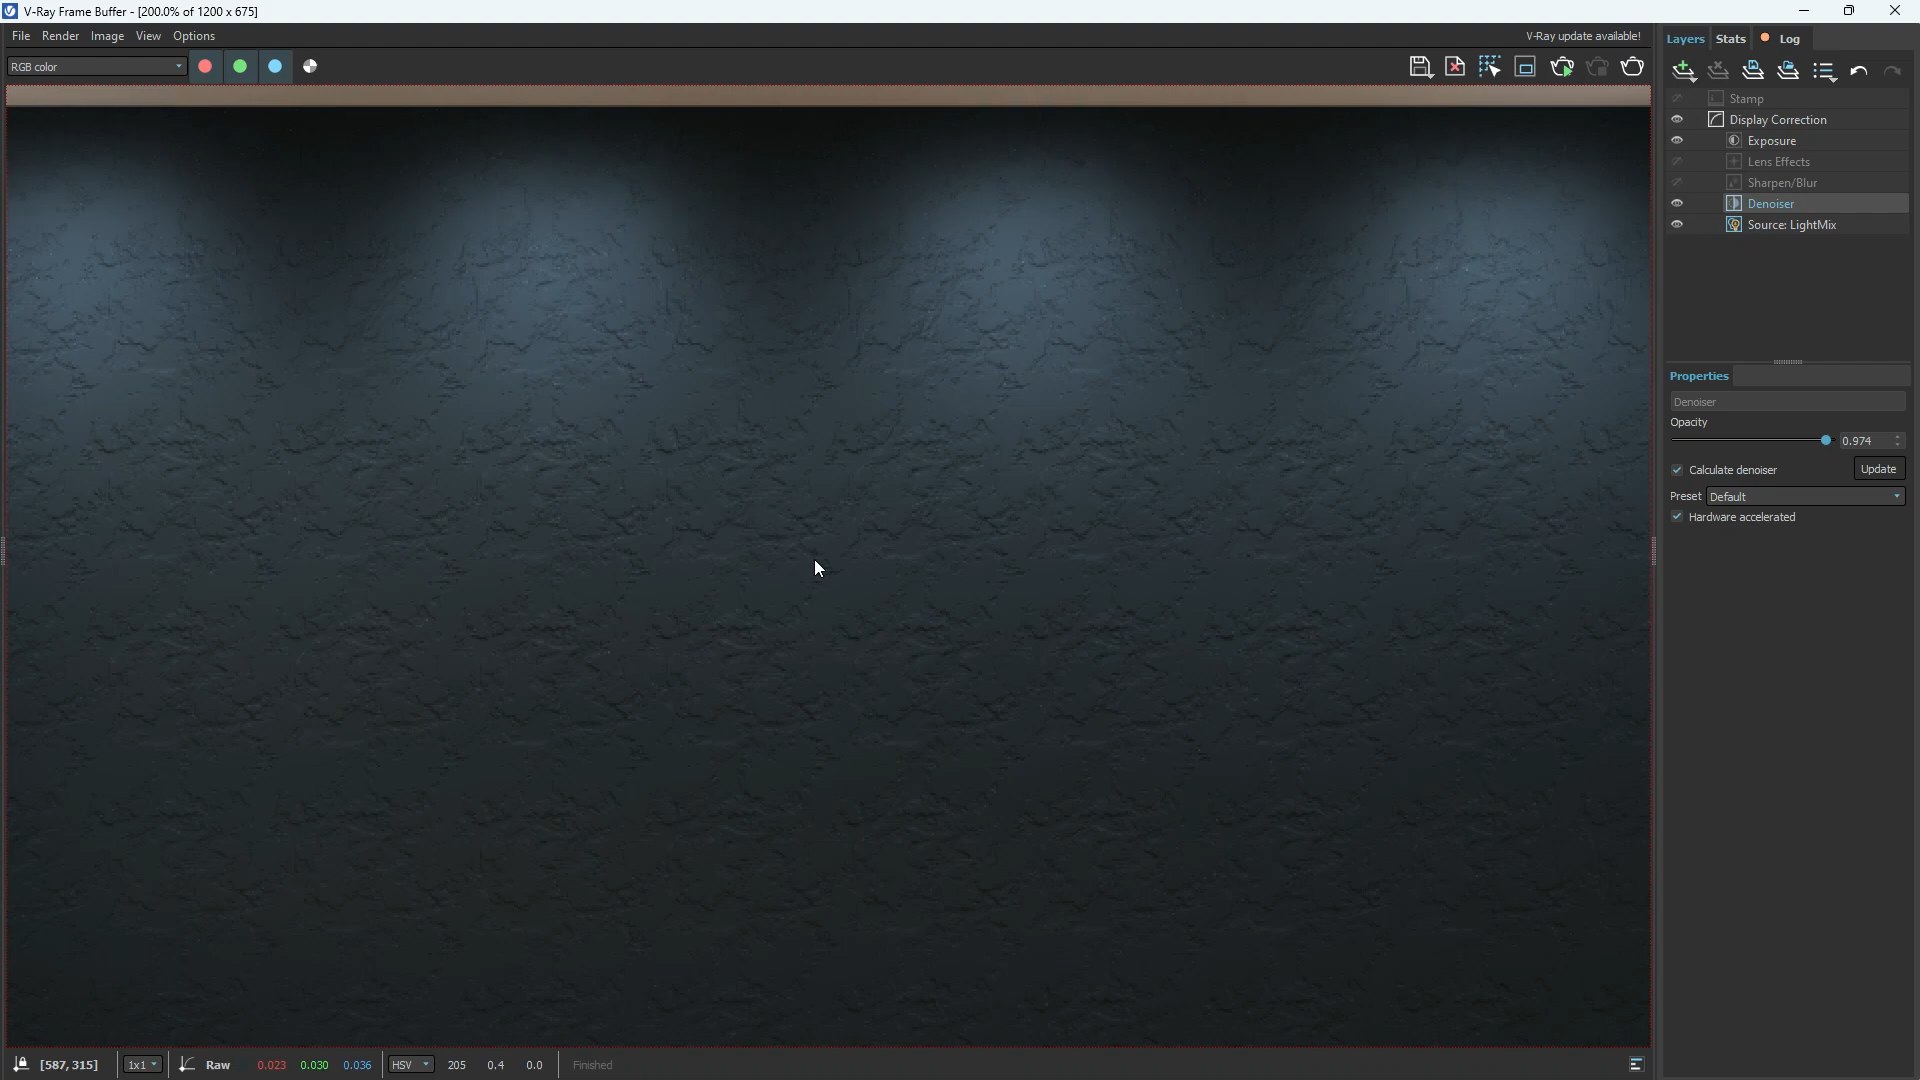 V-Ray Frame Buffer - [200.0% of 1200 x 675]
File Render Image View Options
V-Ray update available!
Layers Stats Log
RGB color
Stamp
Display Correction
Exposure
Lens Effects
Sharpen/Blur
Denoiser
Source: LightMix
Properties
Denoiser
Opacity
0.974
Calculate denoiser Update
Preset Default
Hardware accelerated
[587, 315] 1x1 Raw 0.023 0.030 0.036 HSV 205 0.4 0.0 Finished